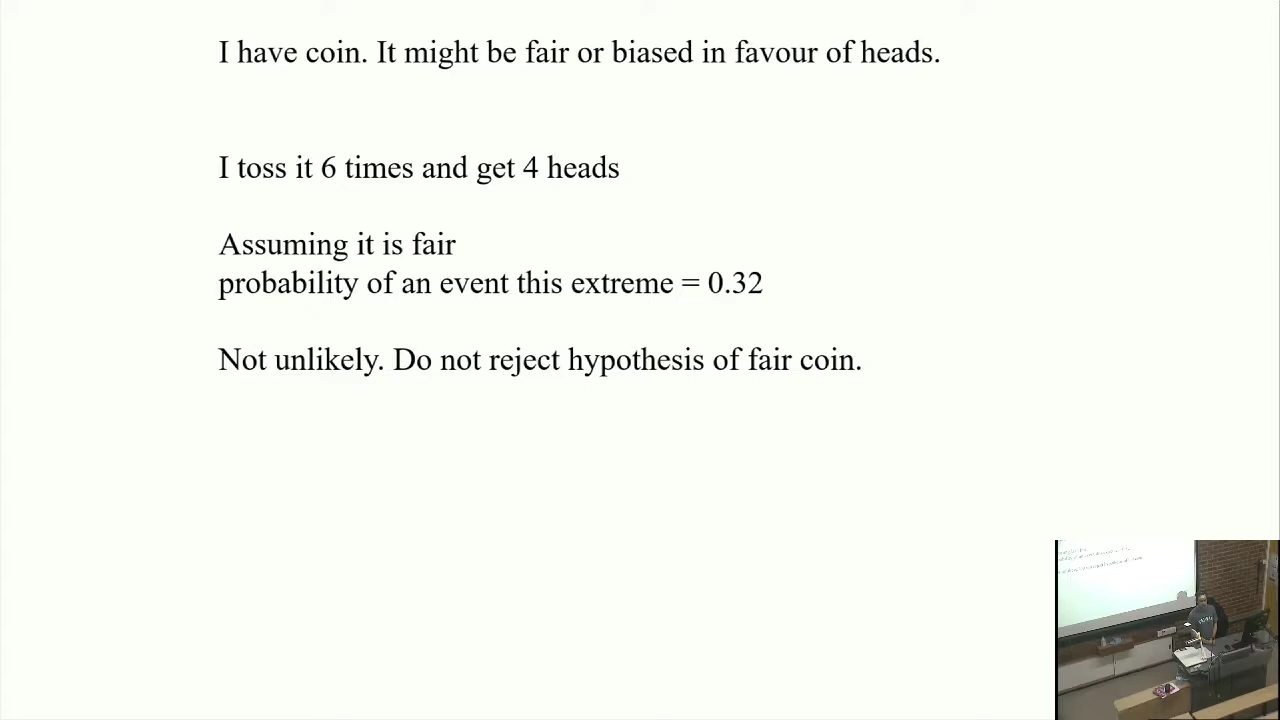 I have coin. It might be fair or biased in favour of heads.
I toss it 6 times and get 4 heads
Assuming it is fair
probability of an event this extreme = 0.32
Not unlikely. Do not reject hypothesis of fair coin.